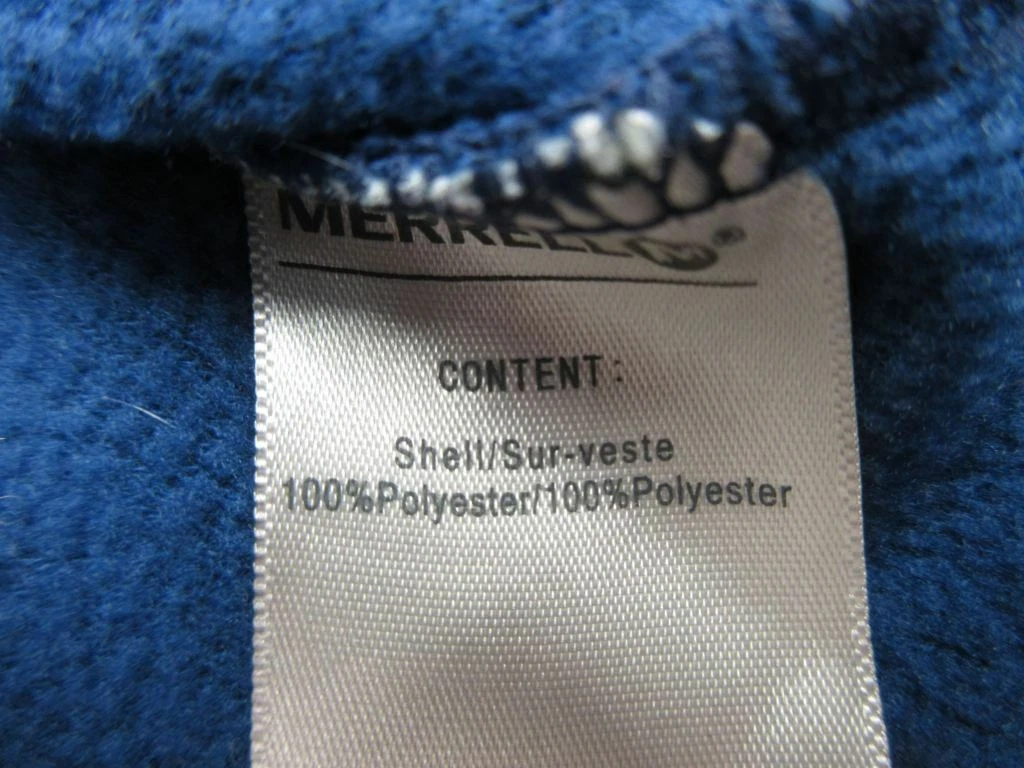 MERRELL®
CONTENT:
Shell/Sur-veste
100%Polyester/100%Polyester